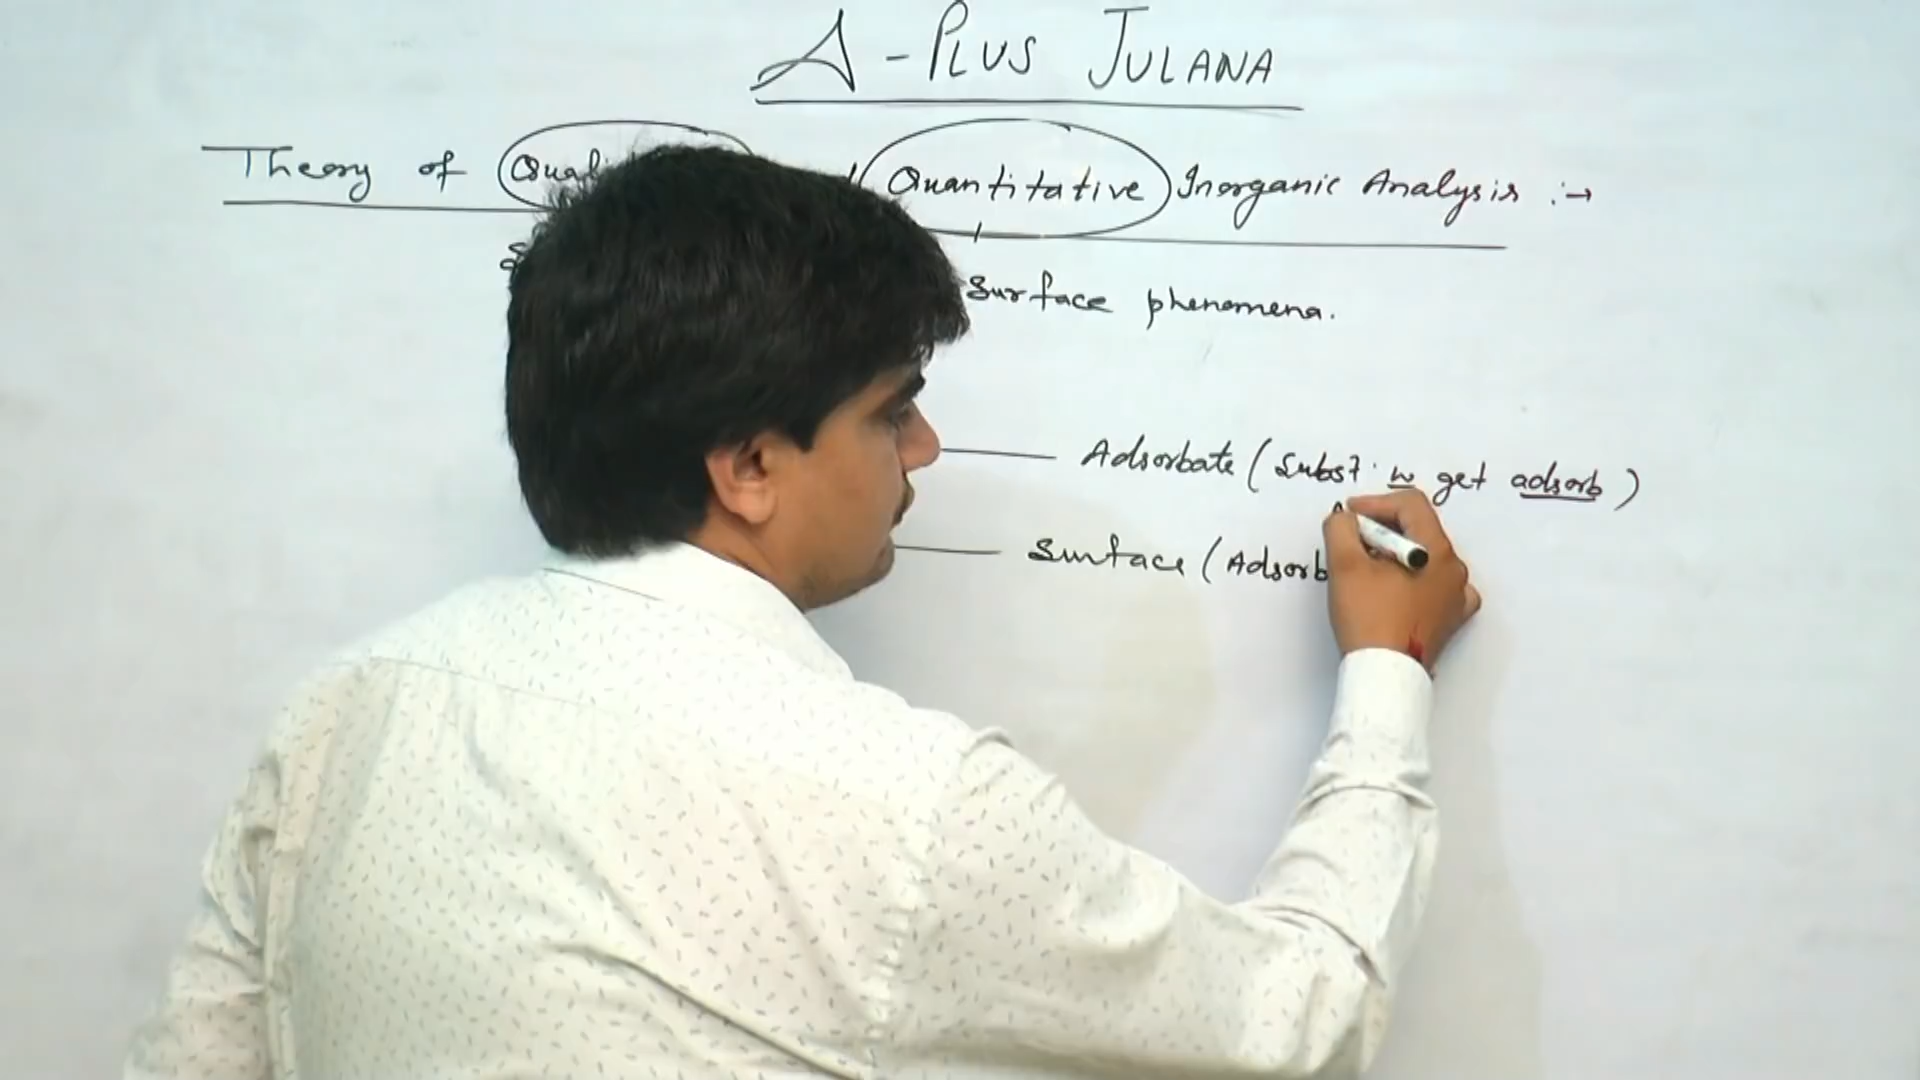 A-PLUS JULANA
Theory of Quantitative Inorganic Analysis :→
Surface phenomena.
Adsorbate (Subst. w get adsorb)
Surface (Adsorb